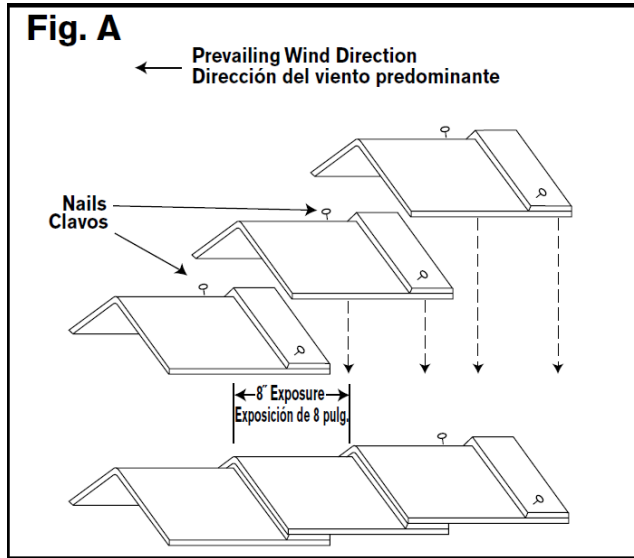 Fig. A
Prevailing Wind Direction
Dirección del viento predominante
Nails
Clavos
8" Exposure
Exposición de 8 pulg.